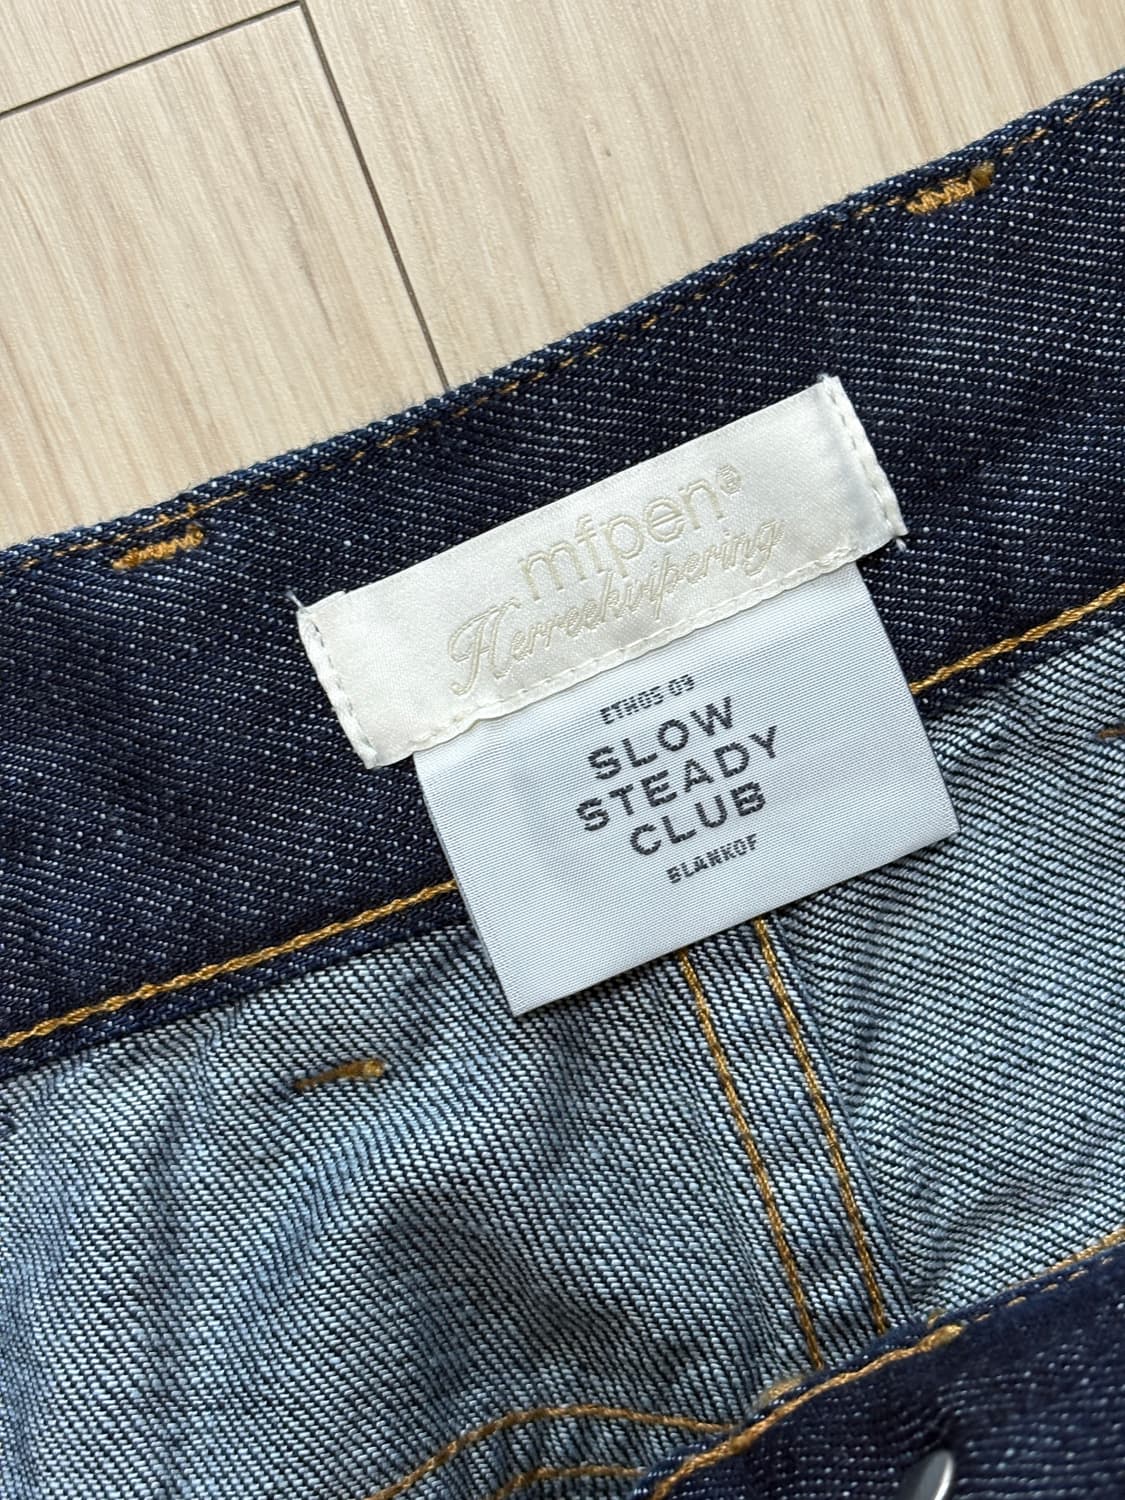 mfpen®
Herreekvipering
ETHOS 09
SLOW
STEADY
CLUB
BLANKOF